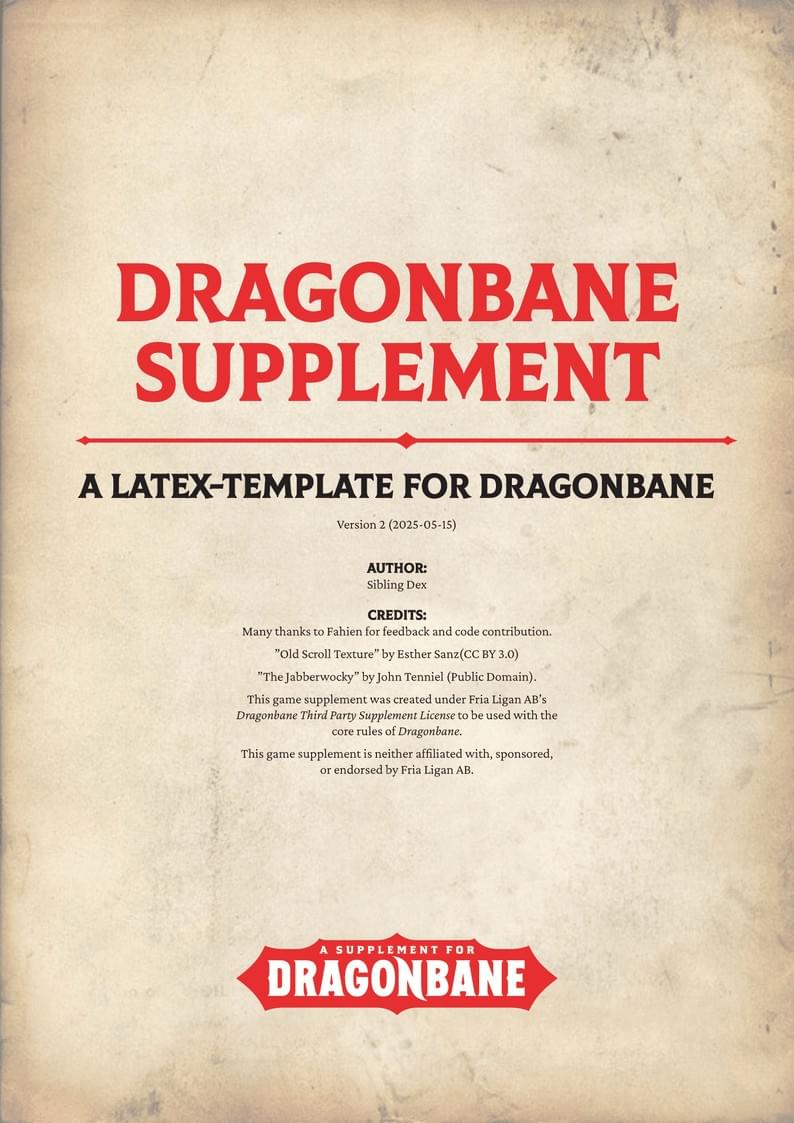 DRAGONBANE
SUPPLEMENT
A LATEX-TEMPLATE FOR DRAGONBANE
Version 2 (2025-05-15)
AUTHOR:
Sibling Dex
CREDITS:
Many thanks to Fahien for feedback and code contribution.
”Old Scroll Texture” by Esther Sanz(CC BY 3.0)
”The Jabberwocky” by John Tenniel (Public Domain).
This game supplement was created under Fria Ligan AB’s
Dragonbane Third Party Supplement License to be used with the
core rules of Dragonbane.
This game supplement is neither affiliated with, sponsored,
or endorsed by Fria Ligan AB.
A SUPPLEMENT FOR
DRAGONBANE